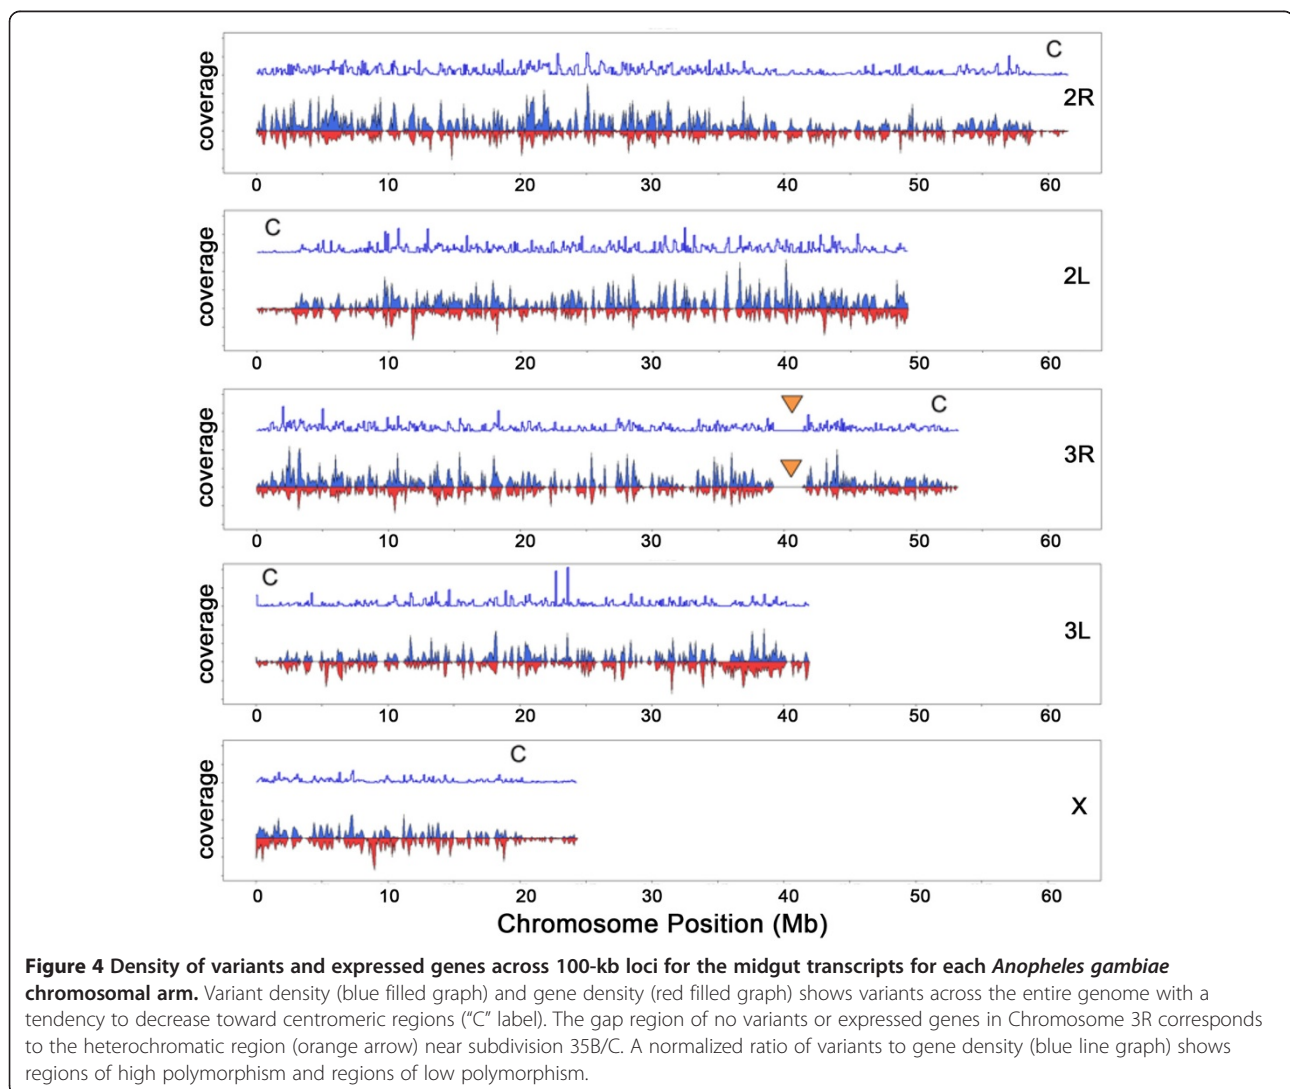 C
coverage
2R
0 10 20 30 40 50 60
C
coverage
2L
0 10 20 30 40 50 60
C
coverage
3R
0 10 20 30 40 50 60
C
coverage
3L
0 10 20 30 40 50 60
C
coverage
X
0 10 20 30 40 50 60
Chromosome Position (Mb)
Figure 4 Density of variants and expressed genes across 100-kb loci for the midgut transcripts for each Anopheles gambiae
chromosomal arm. Variant density (blue filled graph) and gene density (red filled graph) shows variants across the entire genome with a
tendency to decrease toward centromeric regions (“C” label). The gap region of no variants or expressed genes in Chromosome 3R corresponds
to the heterochromatic region (orange arrow) near subdivision 35B/C. A normalized ratio of variants to gene density (blue line graph) shows
regions of high polymorphism and regions of low polymorphism.